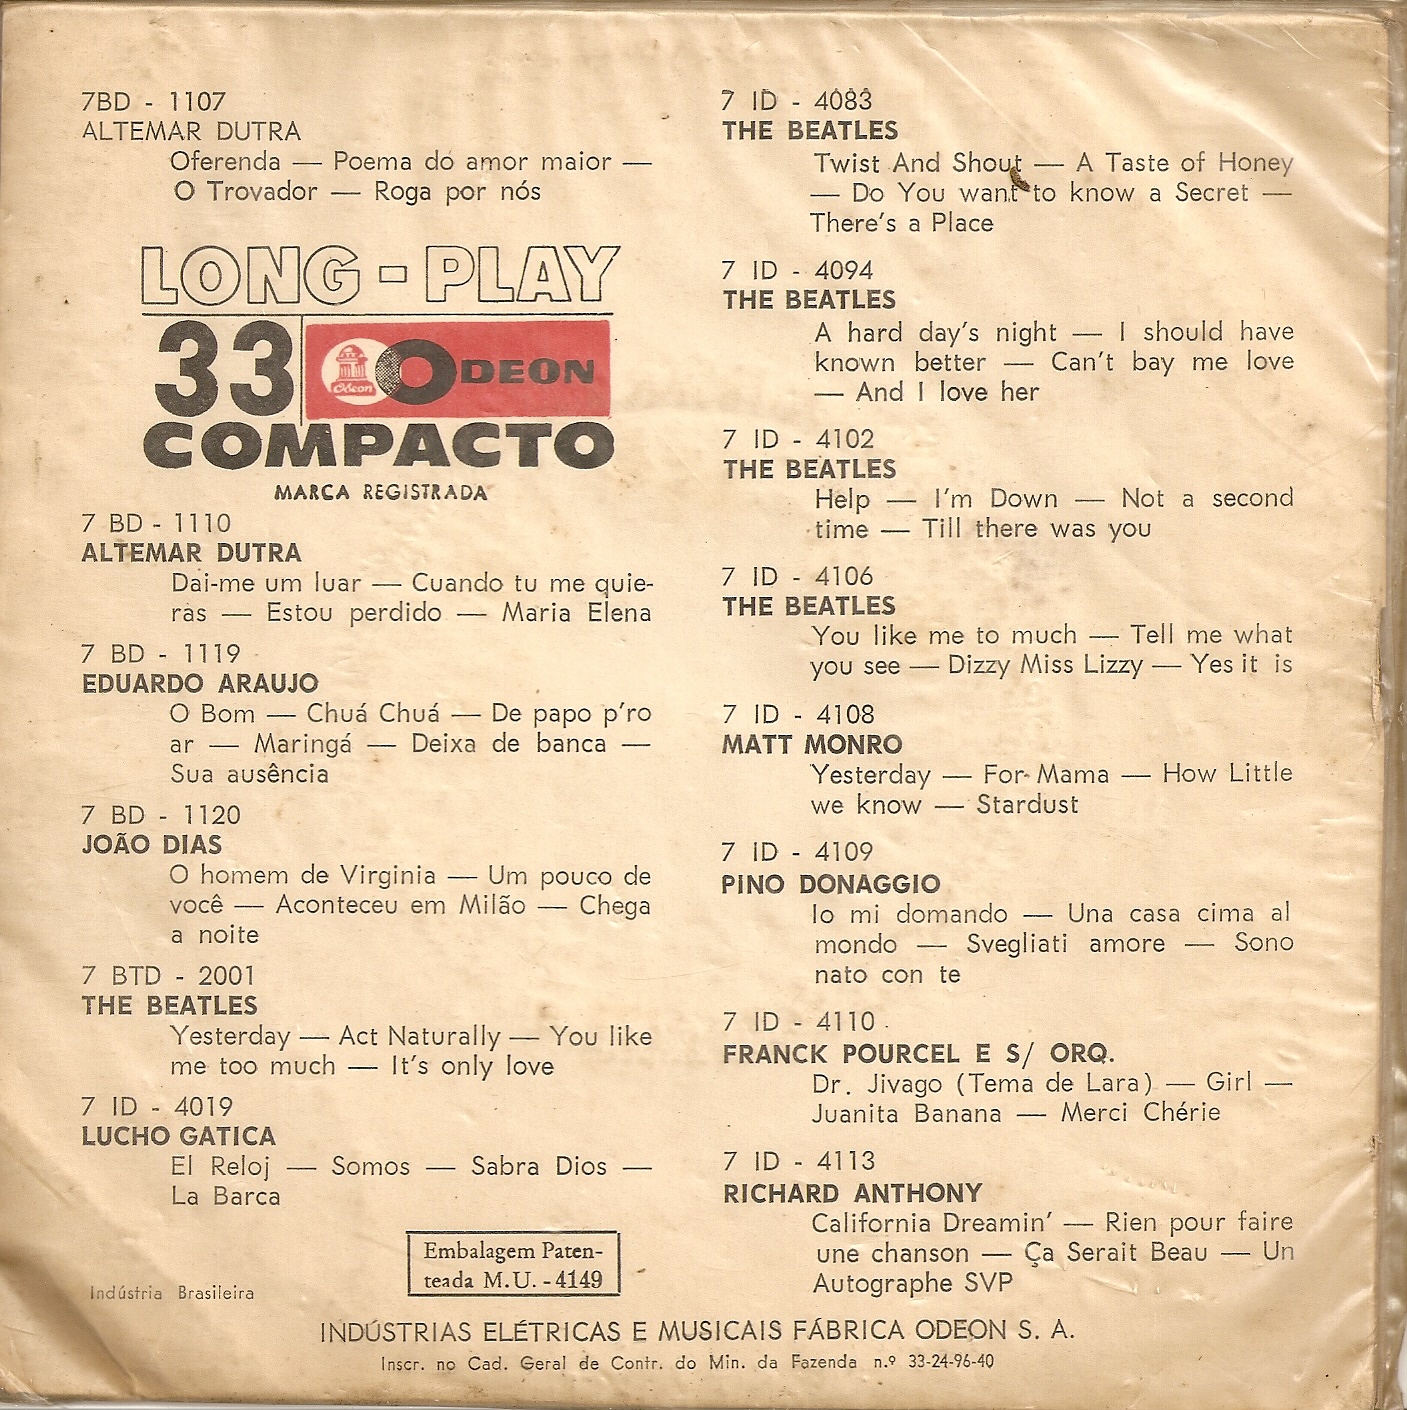 7BD - 1107
ALTEMAR DUTRA
Oferenda — Poema do amor maior —
O Trovador — Roga por nós
LONG-PLAY
33 Odeon ODEON
COMPACTO
MARCA REGISTRADA
7 BD - 1110
ALTEMAR DUTRA
Dai-me um luar — Cuando tu me quie-
ras — Estou perdido — Maria Elena
7 BD - 1119
EDUARDO ARAUJO
O Bom — Chuá Chuá — De papo p'ro
ar — Maringá — Deixa de banca —
Sua ausência
7 BD - 1120
JOÃO DIAS
O homem de Virginia — Um pouco de
você — Aconteceu em Milão — Chega
a noite
7 BTD - 2001
THE BEATLES
Yesterday — Act Naturally — You like
me too much — It's only love
7 ID - 4019
LUCHO GATICA
El Reloj — Somos — Sabra Dios —
La Barca
7 ID - 4083
THE BEATLES
Twist And Shout — A Taste of Honey
— Do You want to know a Secret —
There's a Place
7 ID - 4094
THE BEATLES
A hard day's night — I should have
known better — Can't bay me love
— And I love her
7 ID - 4102
THE BEATLES
Help — I'm Down — Not a second
time — Till there was you
7 ID - 4106
THE BEATLES
You like me to much — Tell me what
you see — Dizzy Miss Lizzy — Yes it is
7 ID - 4108
MATT MONRO
Yesterday — For Mama — How Little
we know — Stardust
7 ID - 4109
PINO DONAGGIO
Io mi domando — Una casa cima al
mondo — Svegliati amore — Sono
nato con te
7 ID - 4110
FRANCK POURCEL E S/ ORQ.
Dr. Jivago (Tema de Lara) — Girl —
Juanita Banana — Merci Chérie
7 ID - 4113
RICHARD ANTHONY
California Dreamin' — Rien pour faire
une chanson — Ça Serait Beau — Un
Autographe SVP
Embalagem Paten-
teada M.U. - 4149
Indústria Brasileira
INDÚSTRIAS ELÉTRICAS E MUSICAIS FÁBRICA ODEON S. A.
Inscr. no Cad. Geral de Contr. do Min. da Fazenda n.º 33-24-96-40